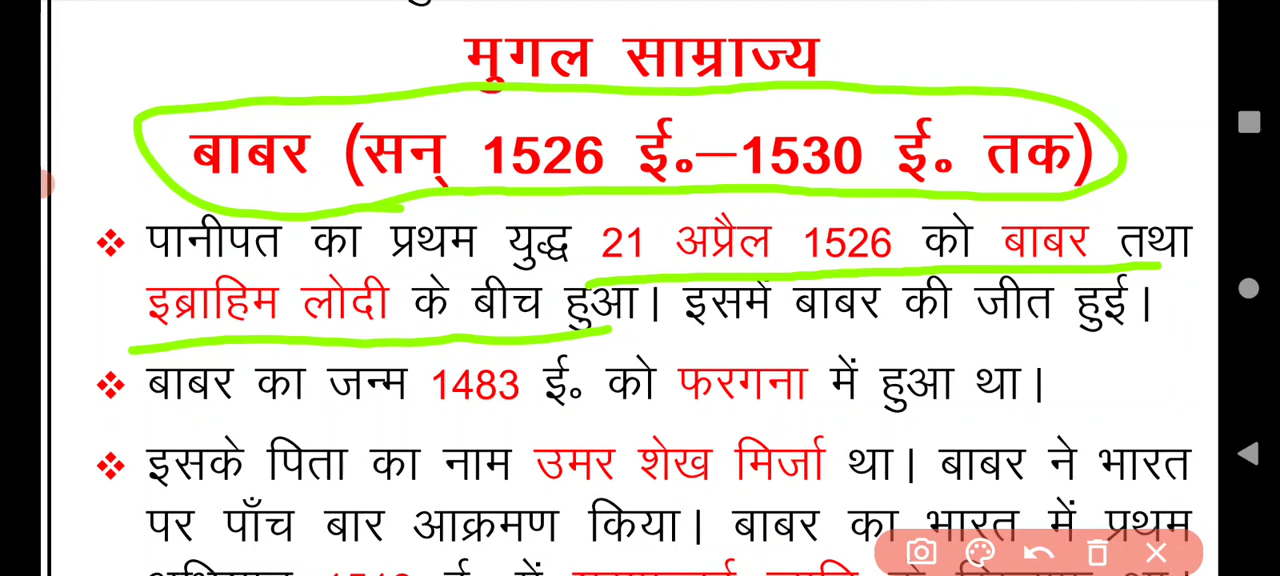 मुगल साम्राज्य
बाबर (सन् 1526 ई॰–1530 ई॰ तक)
❖ पानीपत का प्रथम युद्ध 21 अप्रैल 1526 को बाबर तथा
इब्राहिम लोदी के बीच हुआ। इसमें बाबर की जीत हुई।
❖ बाबर का जन्म 1483 ई॰ को फरगना में हुआ था।
❖ इसके पिता का नाम उमर शेख मिर्जा था। बाबर ने भारत
पर पाँच बार आक्रमण किया। बाबर का भारत में प्रथम